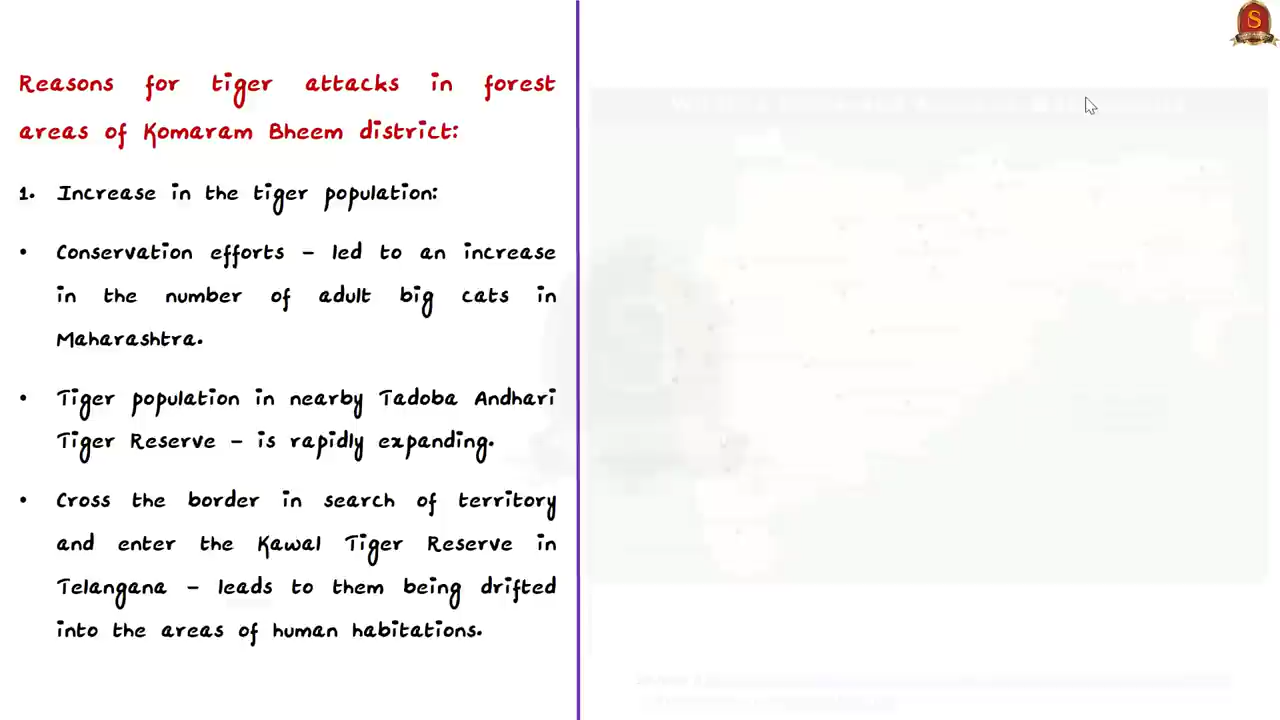 Reasons for tiger attacks in forest
areas of Komaram Bheem district:
1. Increase in the tiger population:
• Conservation efforts – led to an increase
in the number of adult big cats in
Maharashtra.
• Tiger population in nearby Tadoba Andhari
Tiger Reserve – is rapidly expanding.
• Cross the border in search of territory
and enter the Kawal Tiger Reserve in
Telangana – leads to them being drifted
into the areas of human habitations.
S